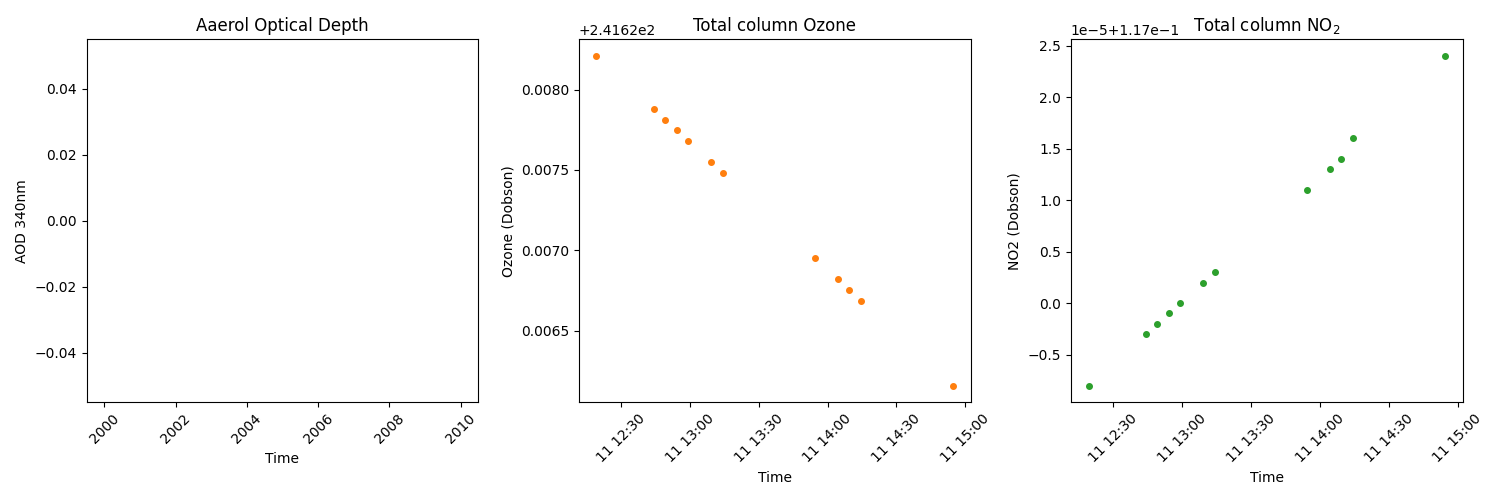 Aaerol Optical Depth
AOD 340nm
0.04
0.02
0.00
−0.02
−0.04
2000 2002 2004 2006 2008 2010
Time
Total column Ozone
+2.4162e2
Ozone (Dobson)
0.0080
0.0075
0.0070
0.0065
11 12:30 11 13:00 11 13:30 11 14:00 11 14:30 11 15:00
Time
Total column NO₂
1e−5+1.17e−1
NO2 (Dobson)
2.5
2.0
1.5
1.0
0.5
0.0
−0.5
11 12:30 11 13:00 11 13:30 11 14:00 11 14:30 11 15:00
Time